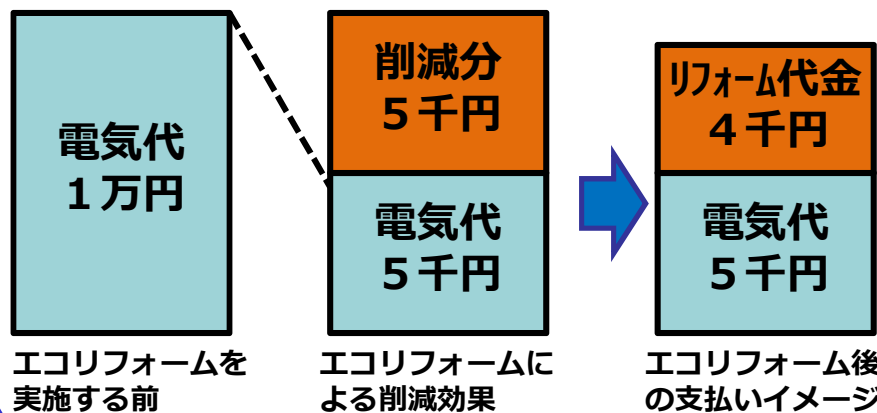 電気代
１万円
削減分
５千円
電気代
５千円
ﾘﾌｫｰﾑ代金
４千円
電気代
５千円
エコリフォームを
実施する前
エコリフォームに
よる削減効果
エコリフォーム後
の支払いイメージ